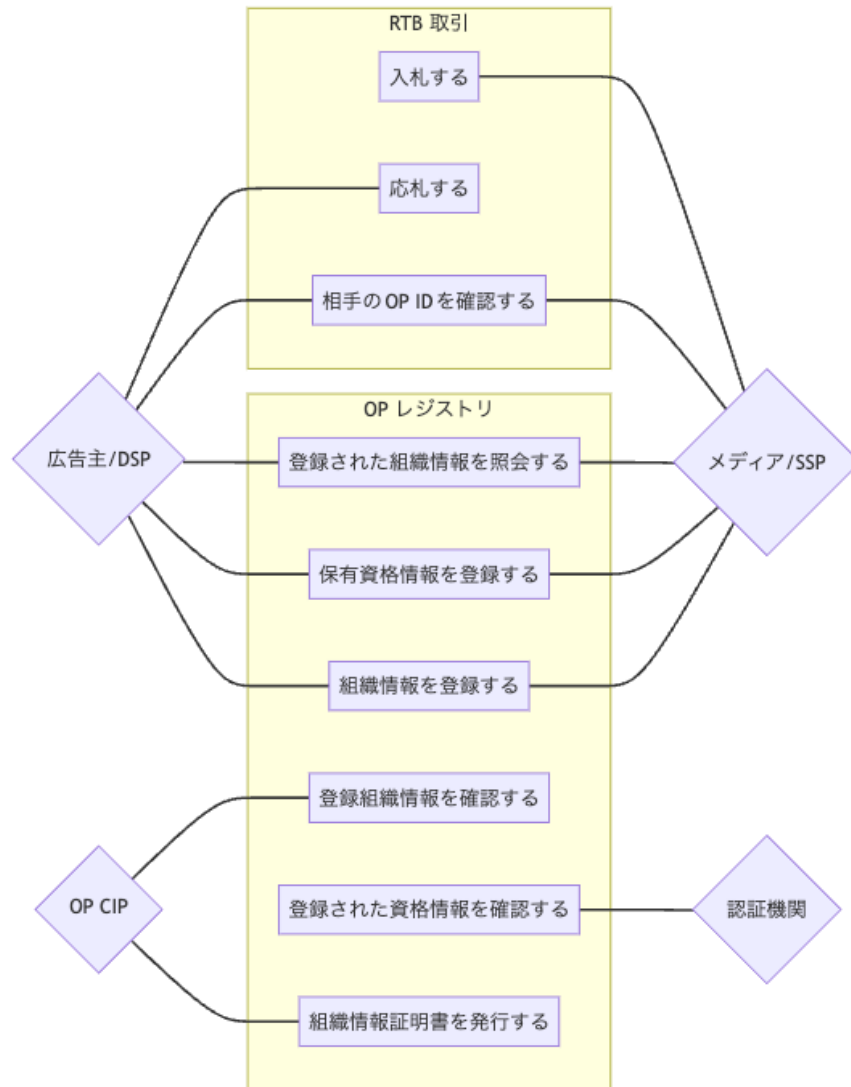 RTB 取引
入札する
応札する
相手のOP IDを確認する
OP レジストリ
広告主/DSP
登録された組織情報を照会する
メディア/SSP
保有資格情報を登録する
組織情報を登録する
登録組織情報を確認する
OP CIP
登録された資格情報を確認する
認証機関
組織情報証明書を発行する